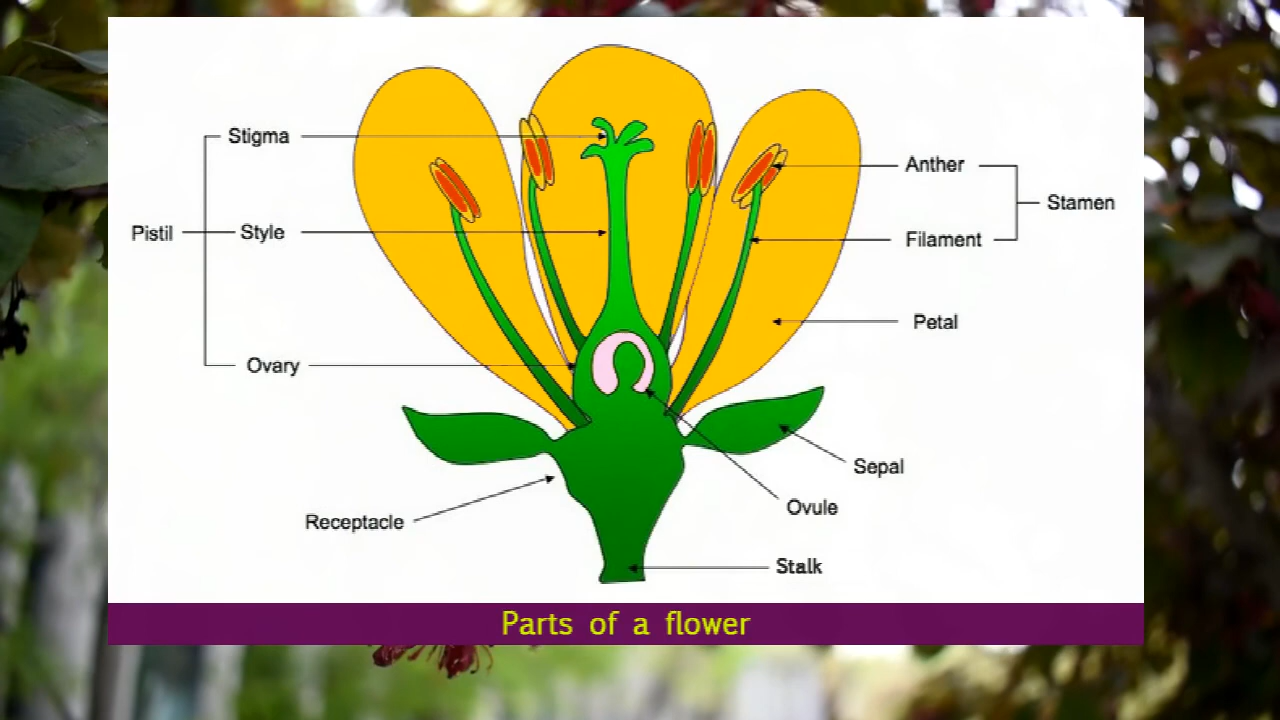 Stigma
Anther
Stamen
Pistil
Style
Filament
Petal
Ovary
Sepal
Ovule
Receptacle
Stalk
Parts of a flower